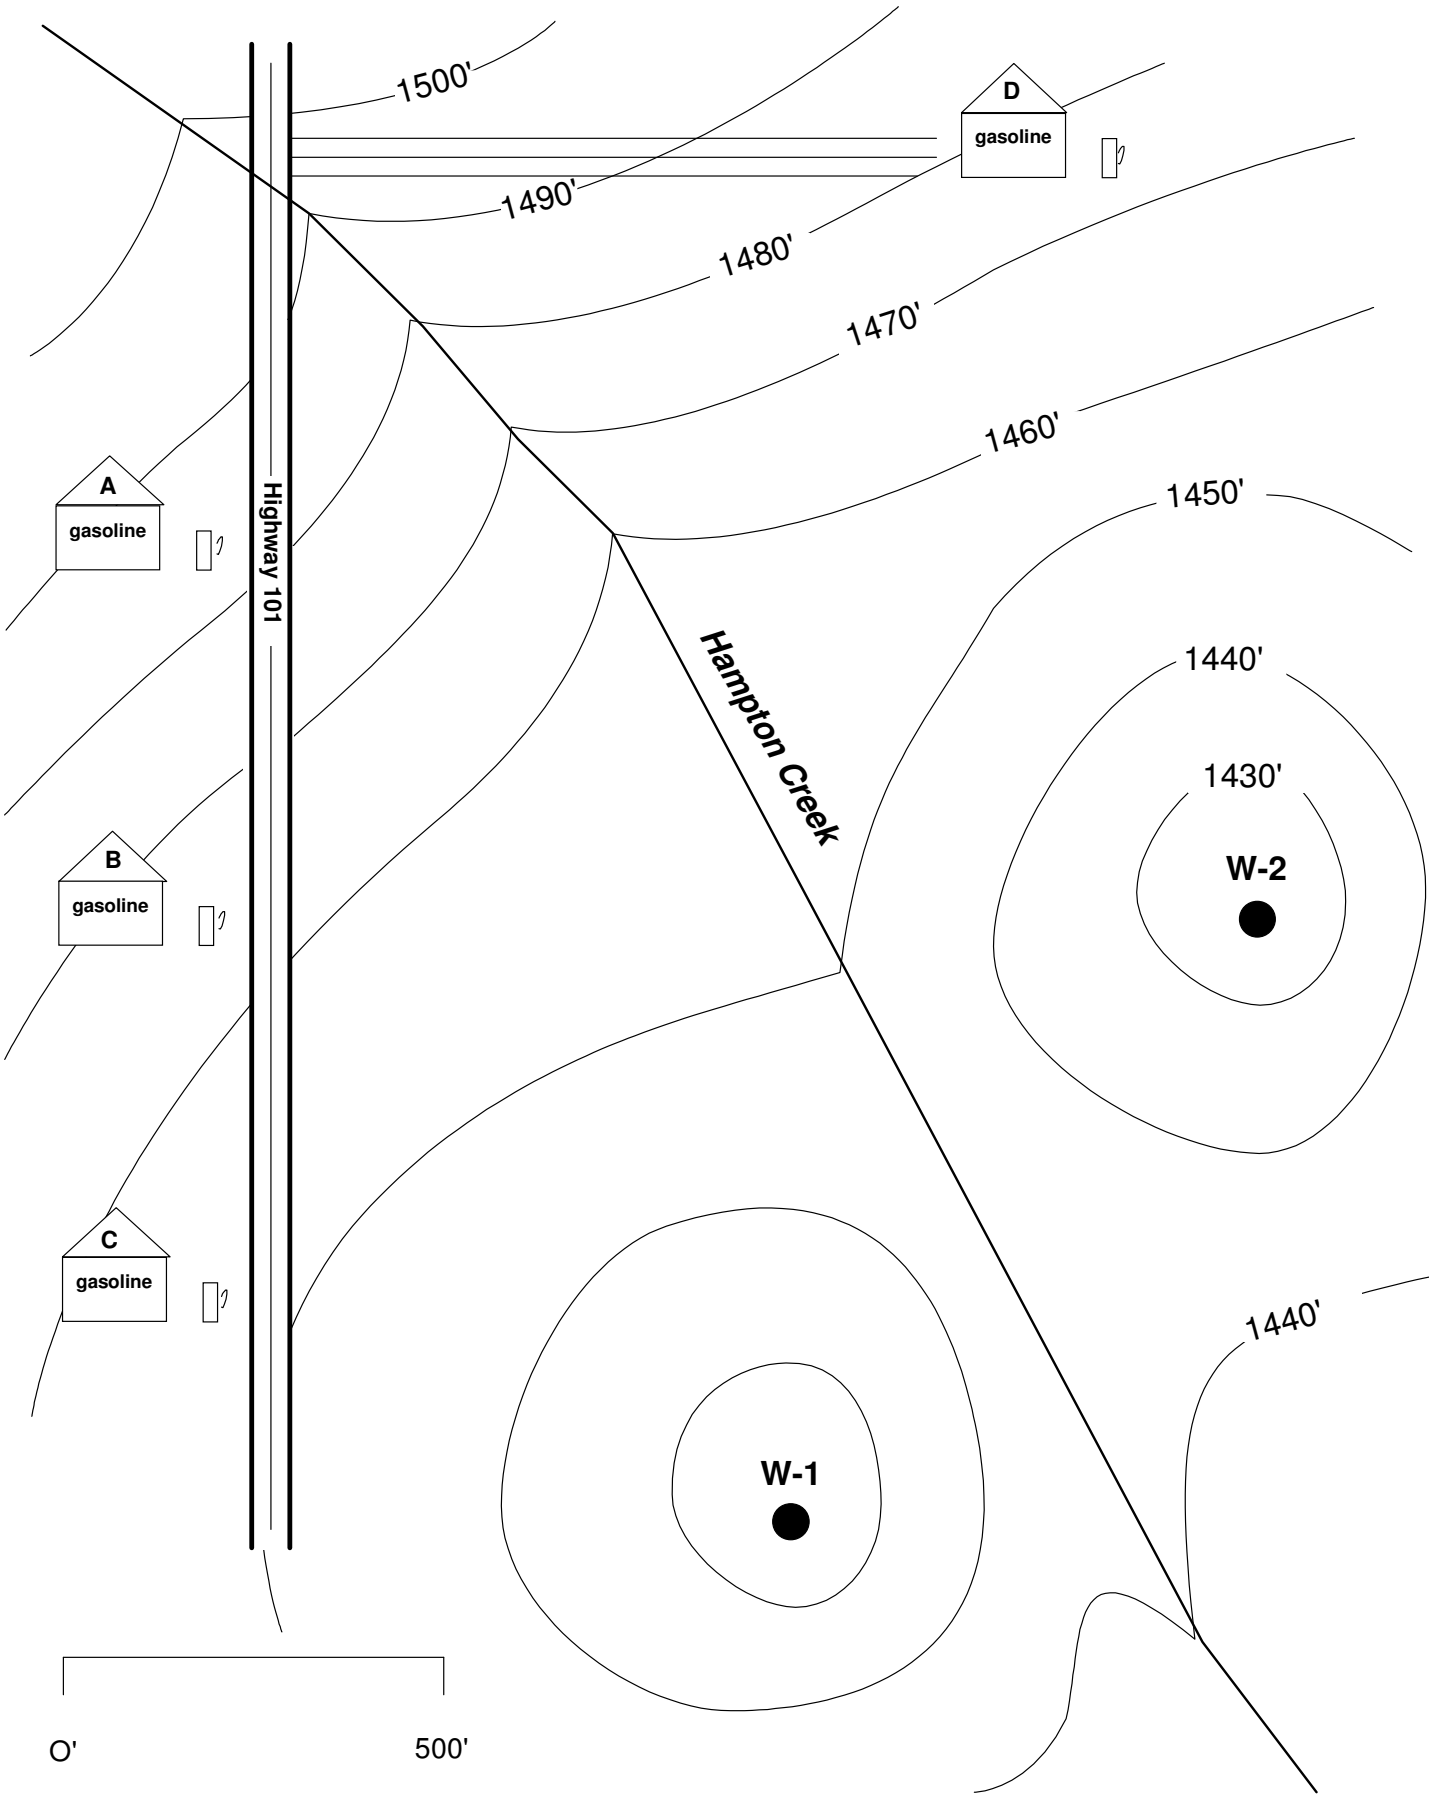 1500'
D
gasoline
1490'
1480'
1470'
1460'
A
gasoline
Highway 101
1450'
Hampton Creek
1440'
1430'
B
gasoline
W-2
C
gasoline
1440'
W-1
O'
500'